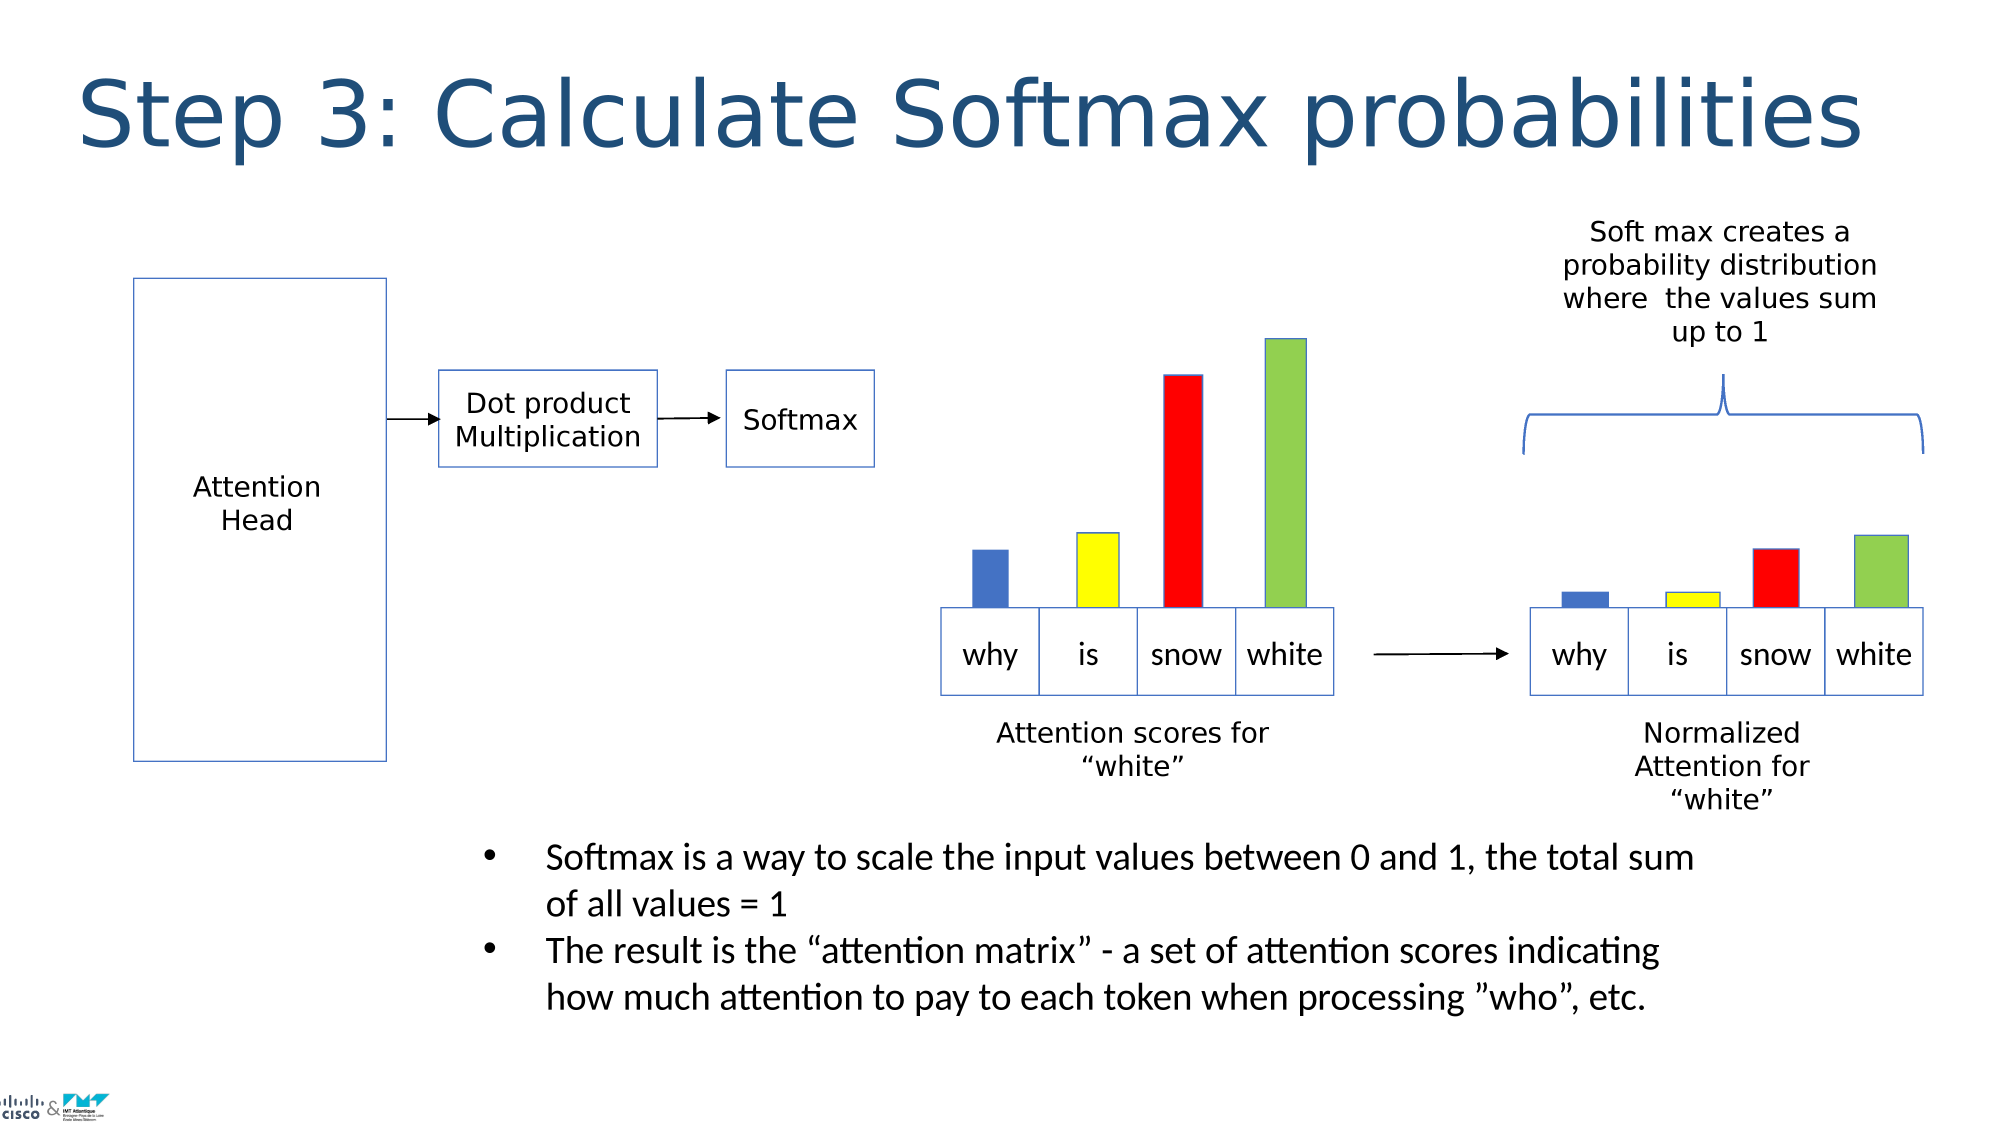 Step 3: Calculate Softmax probabilities
Soft max creates a
probability distribution
where  the values sum
up to 1
Attention
Head
Dot product
Multiplication
Softmax
why is snow white
Attention scores for
“white”
why is snow white
Normalized
Attention for
“white”
• Softmax is a way to scale the input values between 0 and 1, the total sum
of all values = 1
• The result is the “attention matrix” - a set of attention scores indicating
how much attention to pay to each token when processing ”who”, etc.
CISCO & IMT Atlantique